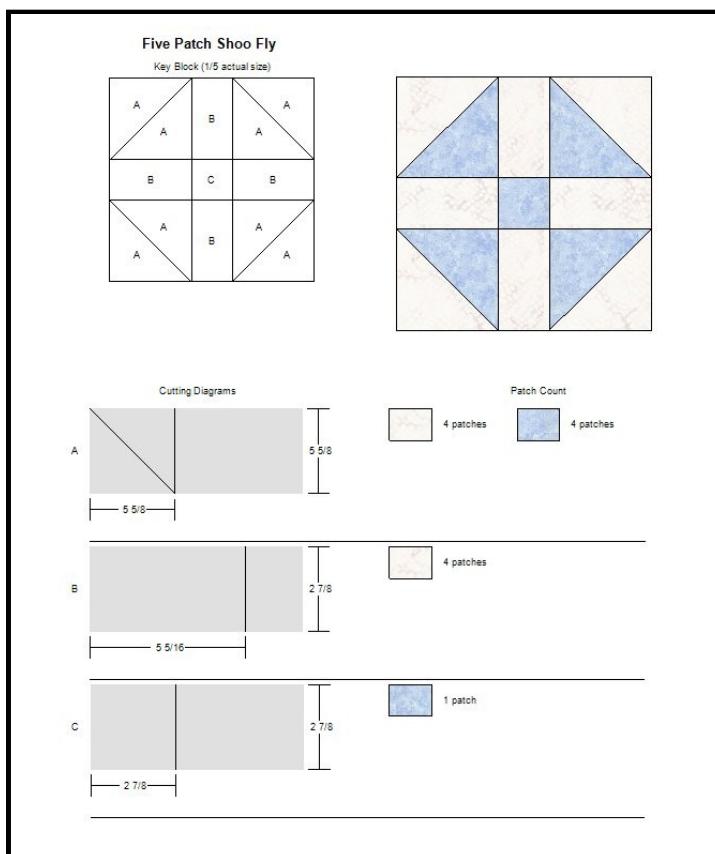 Five Patch Shoo Fly
Key Block (1/5 actual size)
A
B
A
A
A
B
C
B
A
A
A
B
A
Cutting Diagrams
Patch Count
A
5 5/8
5 5/8
4 patches
4 patches
B
2 7/8
5 5/16
4 patches
C
2 7/8
2 7/8
1 patch